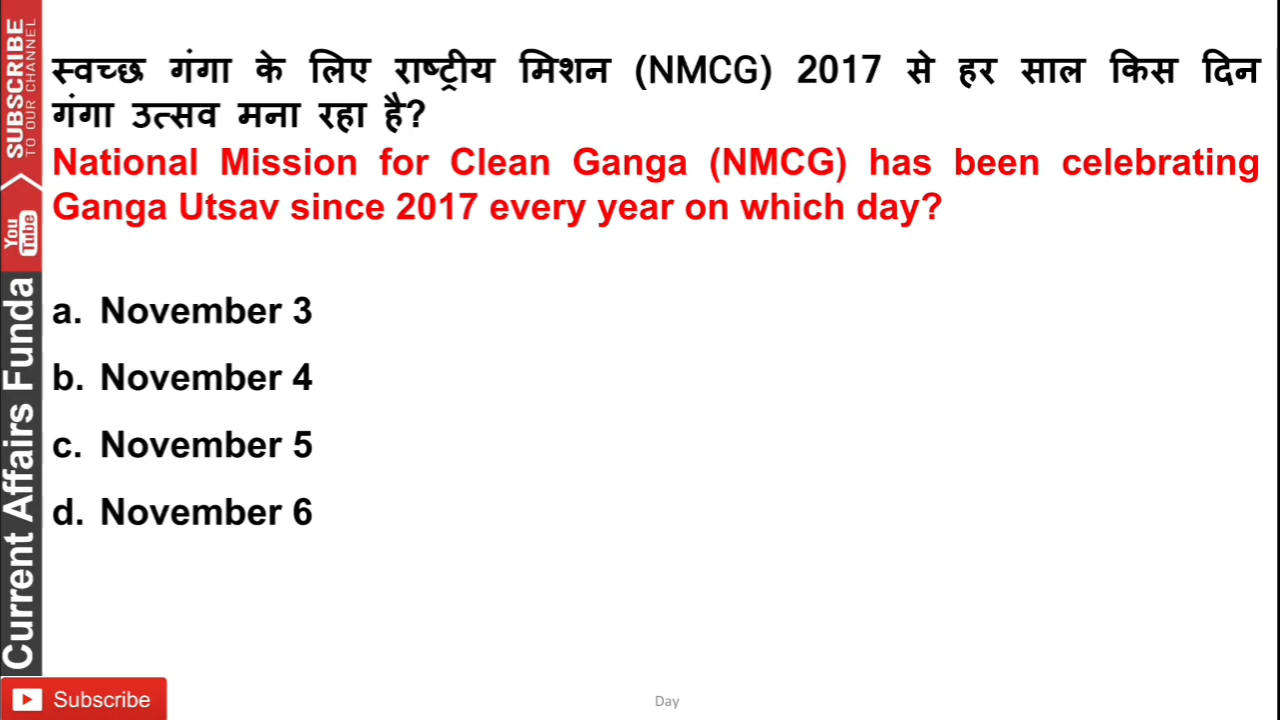 स्वच्छ गंगा के लिए राष्ट्रीय मिशन (NMCG) 2017 से हर साल किस दिन
गंगा उत्सव मना रहा है?
National Mission for Clean Ganga (NMCG) has been celebrating
Ganga Utsav since 2017 every year on which day?
a. November 3
b. November 4
c. November 5
d. November 6
SUBSCRIBE
TO OUR CHANNEL
You
Tube
Current Affairs Funda
Subscribe
Day